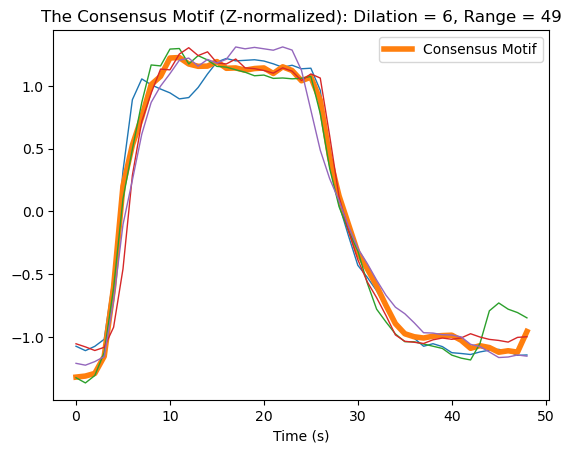 The Consensus Motif (Z-normalized): Dilation = 6, Range = 49
Consensus Motif
1.0
0.5
0.0
−0.5
−1.0
0 10 20 30 40 50
Time (s)